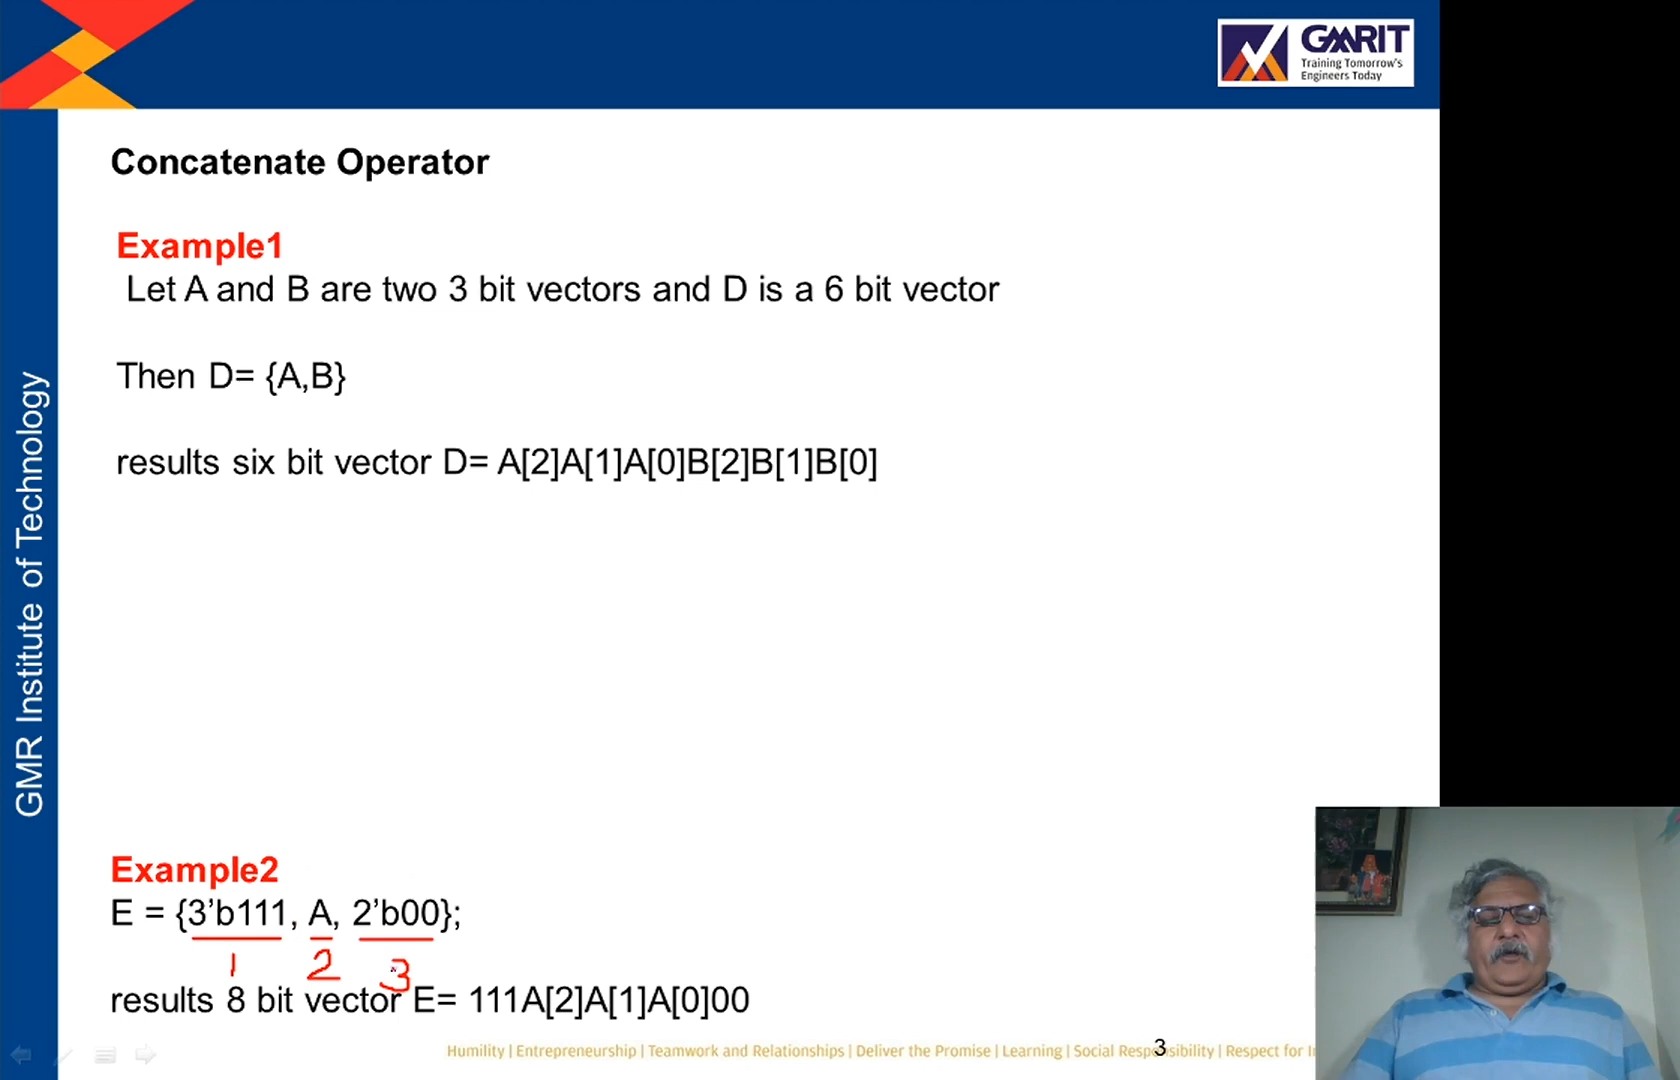 GMRIT
Training Tomorrow's
Engineers Today
GMR Institute of Technology
Concatenate Operator
Example1
Let A and B are two 3 bit vectors and D is a 6 bit vector
Then D= {A,B}
results six bit vector D= A[2]A[1]A[0]B[2]B[1]B[0]
Example2
E = {3’b111, A, 2’b00};
1 2 3
results 8 bit vector E= 111A[2]A[1]A[0]00
Humility | Entrepreneurship | Teamwork and Relationships | Deliver the Promise | Learning | Social Responsibility | Respect for
3